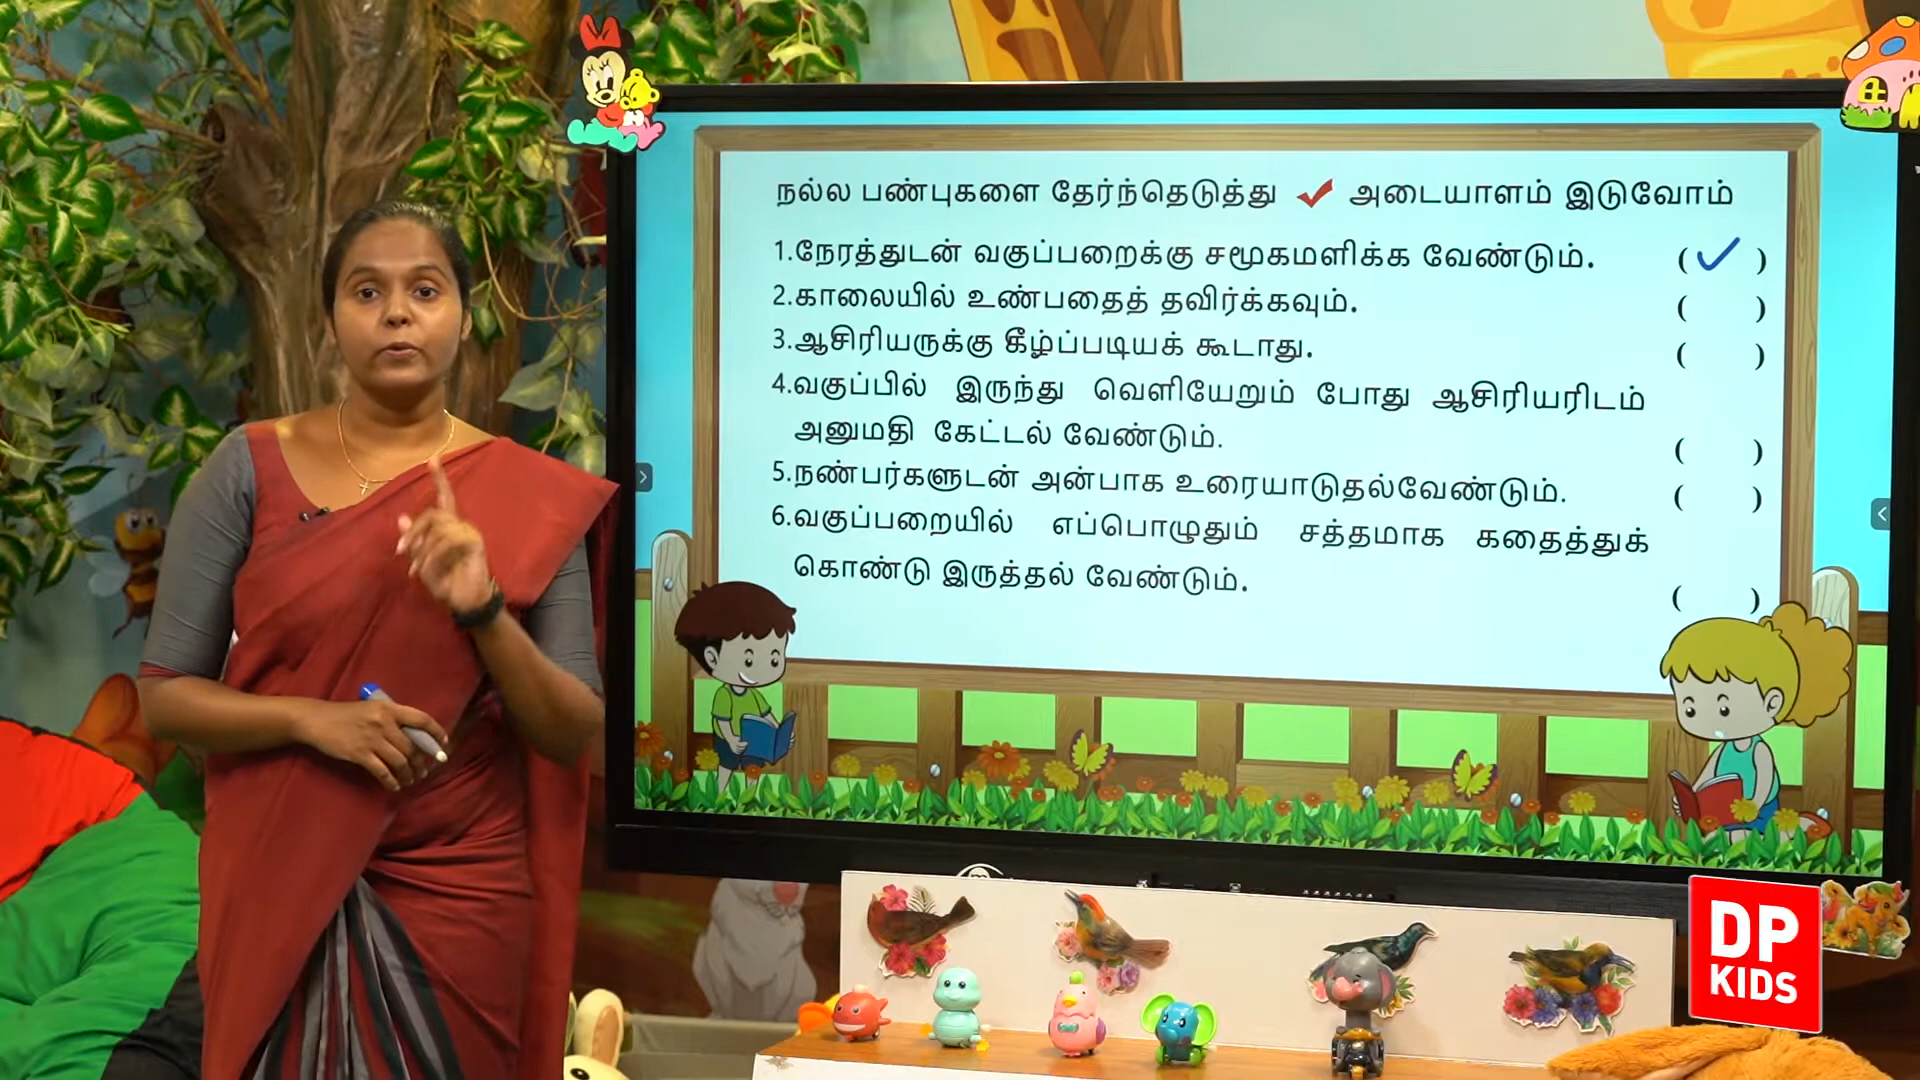 நல்ல பண்புகளை தேர்ந்தெடுத்து ✓ அடையாளம் இடுவோம்
1.நேரத்துடன் வகுப்பறைக்கு சமூகமளிக்க வேண்டும். ( ✓ )
2.காலையில் உண்பதைத் தவிர்க்கவும். ( )
3.ஆசிரியருக்கு கீழ்ப்படியக் கூடாது. ( )
4.வகுப்பில் இருந்து வெளியேறும் போது ஆசிரியரிடம்
அனுமதி கேட்டல் வேண்டும். ( )
5.நண்பர்களுடன் அன்பாக உரையாடுதல்வேண்டும். ( )
6.வகுப்பறையில் எப்பொழுதும் சத்தமாக கதைத்துக்
கொண்டு இருத்தல் வேண்டும். ( )
DP
KIDS